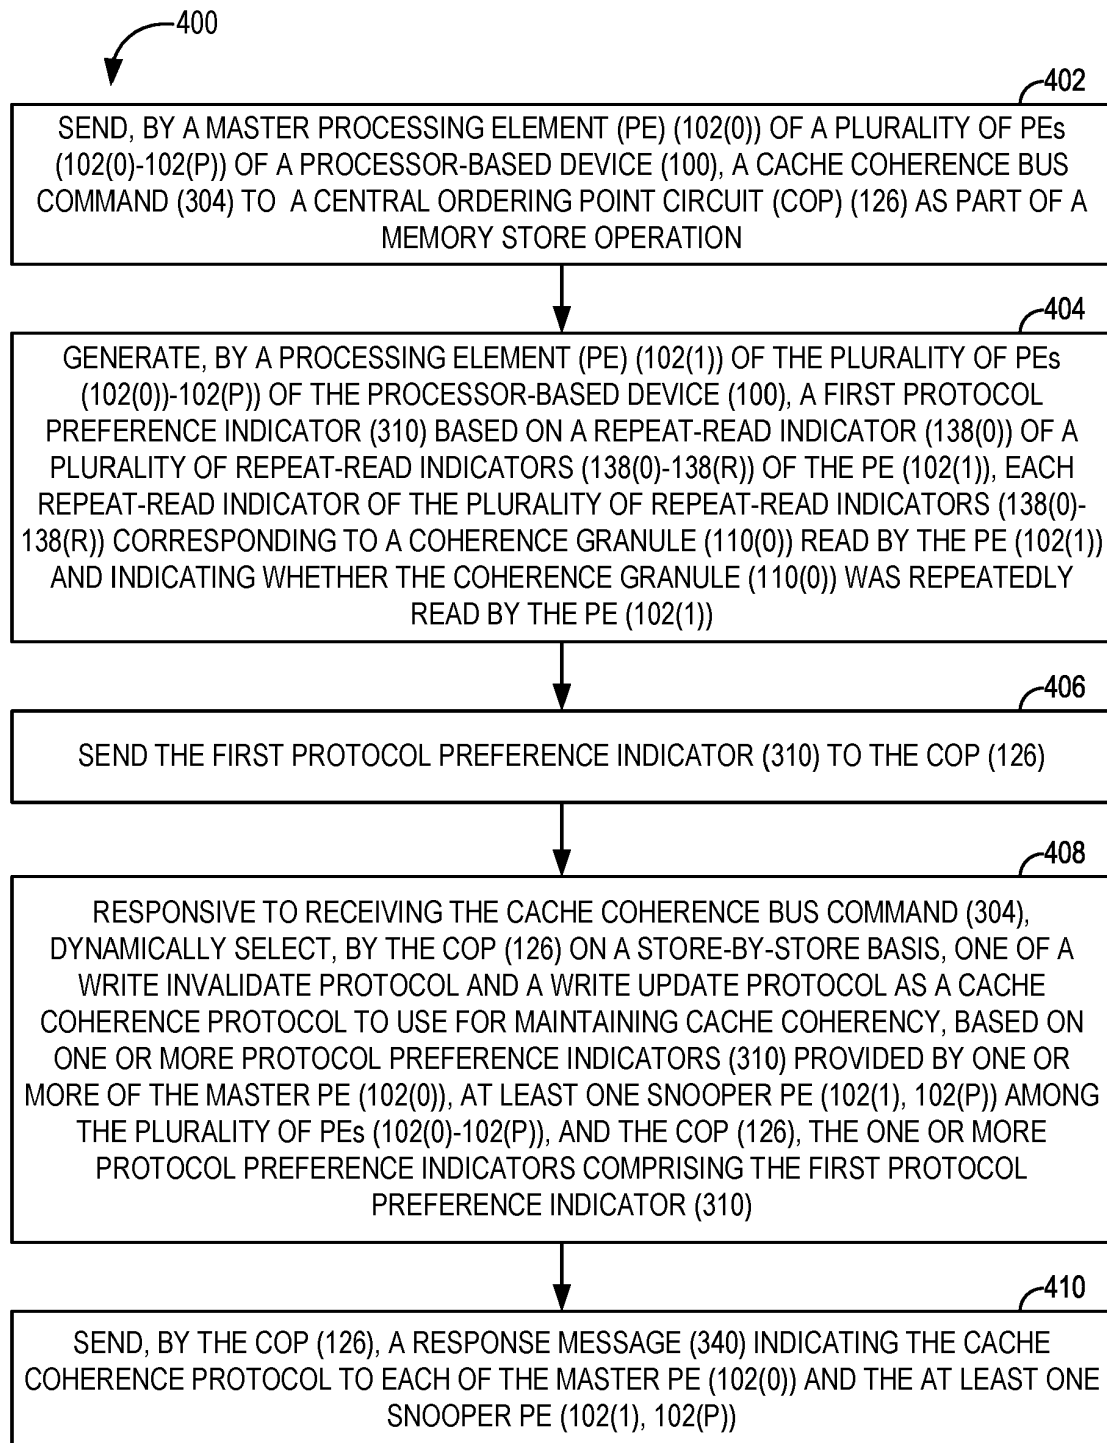 400
402
SEND, BY A MASTER PROCESSING ELEMENT (PE) (102(0)) OF A PLURALITY OF PEs
(102(0)-102(P)) OF A PROCESSOR-BASED DEVICE (100), A CACHE COHERENCE BUS
COMMAND (304) TO A CENTRAL ORDERING POINT CIRCUIT (COP) (126) AS PART OF A
MEMORY STORE OPERATION
404
GENERATE, BY A PROCESSING ELEMENT (PE) (102(1)) OF THE PLURALITY OF PEs
(102(0))-102(P)) OF THE PROCESSOR-BASED DEVICE (100), A FIRST PROTOCOL
PREFERENCE INDICATOR (310) BASED ON A REPEAT-READ INDICATOR (138(0)) OF A
PLURALITY OF REPEAT-READ INDICATORS (138(0)-138(R)) OF THE PE (102(1)), EACH
REPEAT-READ INDICATOR OF THE PLURALITY OF REPEAT-READ INDICATORS (138(0)-
138(R)) CORRESPONDING TO A COHERENCE GRANULE (110(0)) READ BY THE PE (102(1))
AND INDICATING WHETHER THE COHERENCE GRANULE (110(0)) WAS REPEATEDLY
READ BY THE PE (102(1))
406
SEND THE FIRST PROTOCOL PREFERENCE INDICATOR (310) TO THE COP (126)
408
RESPONSIVE TO RECEIVING THE CACHE COHERENCE BUS COMMAND (304),
DYNAMICALLY SELECT, BY THE COP (126) ON A STORE-BY-STORE BASIS, ONE OF A
WRITE INVALIDATE PROTOCOL AND A WRITE UPDATE PROTOCOL AS A CACHE
COHERENCE PROTOCOL TO USE FOR MAINTAINING CACHE COHERENCY, BASED ON
ONE OR MORE PROTOCOL PREFERENCE INDICATORS (310) PROVIDED BY ONE OR
MORE OF THE MASTER PE (102(0)), AT LEAST ONE SNOOPER PE (102(1), 102(P)) AMONG
THE PLURALITY OF PEs (102(0)-102(P)), AND THE COP (126), THE ONE OR MORE
PROTOCOL PREFERENCE INDICATORS COMPRISING THE FIRST PROTOCOL
PREFERENCE INDICATOR (310)
410
SEND, BY THE COP (126), A RESPONSE MESSAGE (340) INDICATING THE CACHE
COHERENCE PROTOCOL TO EACH OF THE MASTER PE (102(0)) AND THE AT LEAST ONE
SNOOPER PE (102(1), 102(P))